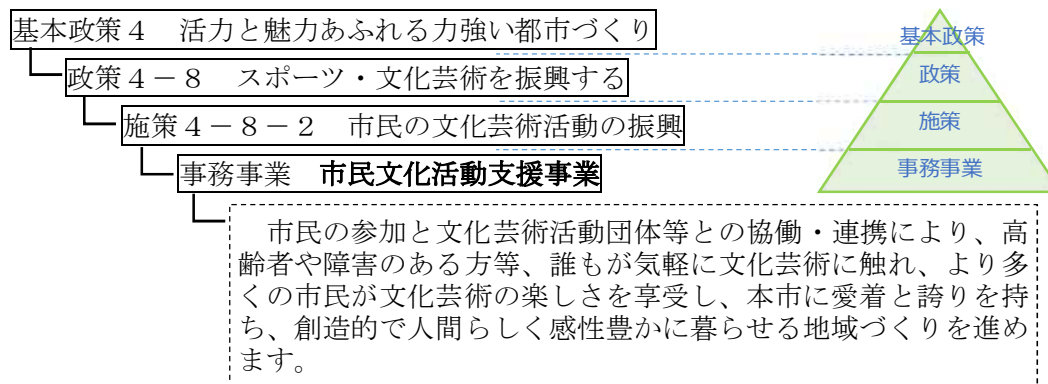 基本政策４　活力と魅力あふれる力強い都市づくり
政策４－８　スポーツ・文化芸術を振興する
施策４－８－２　市民の文化芸術活動の振興
事務事業　市民文化活動支援事業
市民の参加と文化芸術活動団体等との協働・連携により、高
齢者や障害のある方等、誰もが気軽に文化芸術に触れ、より多
くの市民が文化芸術の楽しさを享受し、本市に愛着と誇りを持
ち、創造的で人間らしく感性豊かに暮らせる地域づくりを進め
ます。
基本政策
政策
施策
事務事業